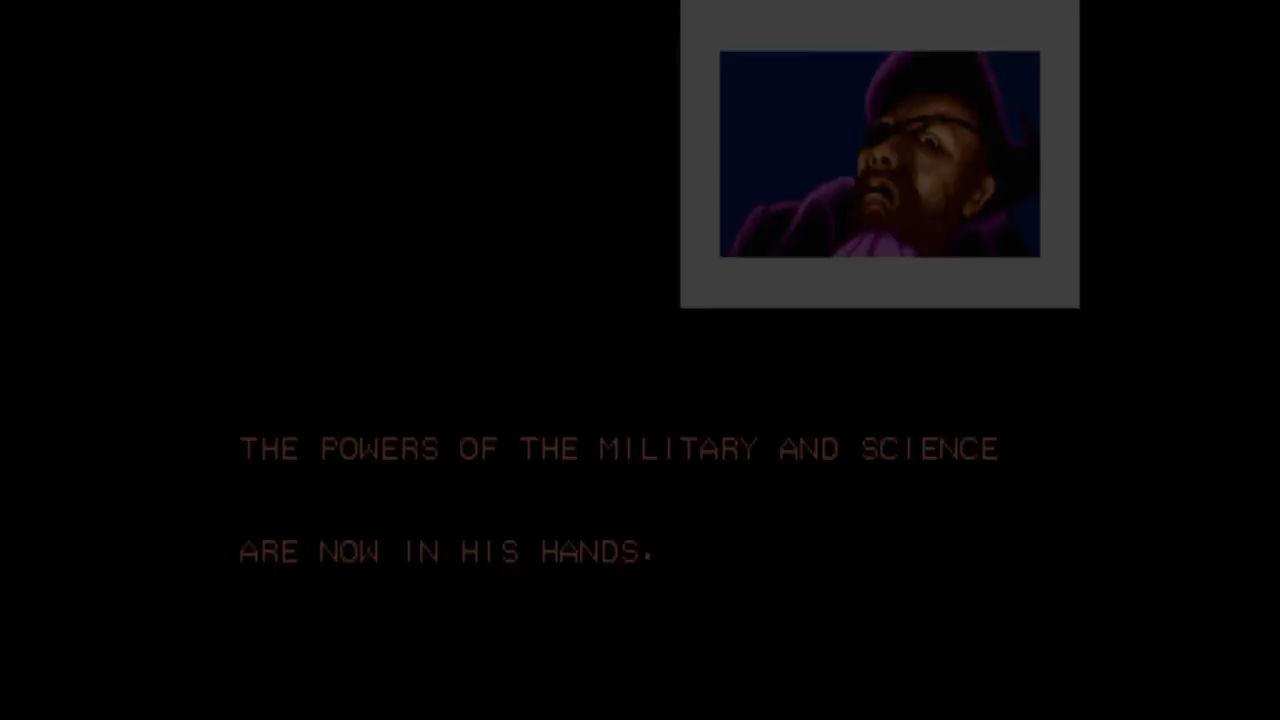 THE POWERS OF THE MILITARY AND SCIENCE
ARE NOW IN HIS HANDS.